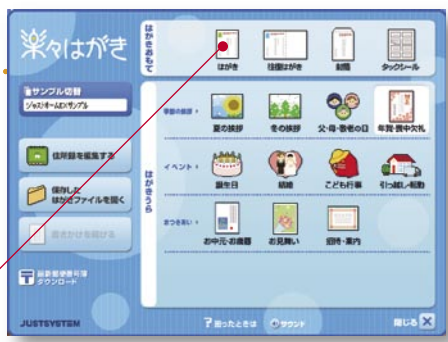 楽々はがき
はがきおもて
はがき
往復はがき
封筒
タックシール
サンプル切替
ジャストホームEXサンプル
住所録を編集する
保存した
はがきファイルを開く
書きかけを続ける
最新郵便番号簿
ダウンロード
はがきうら
季節の挨拶
夏の挨拶
冬の挨拶
父・母・敬老の日
年賀・喪中欠礼
イベント
誕生日
結婚
こども行事
引っ越し・転勤
おつきあい
お中元・お歳暮
お見舞い
招待・案内
JUSTSYSTEM
困ったときは
サウンド
閉じる